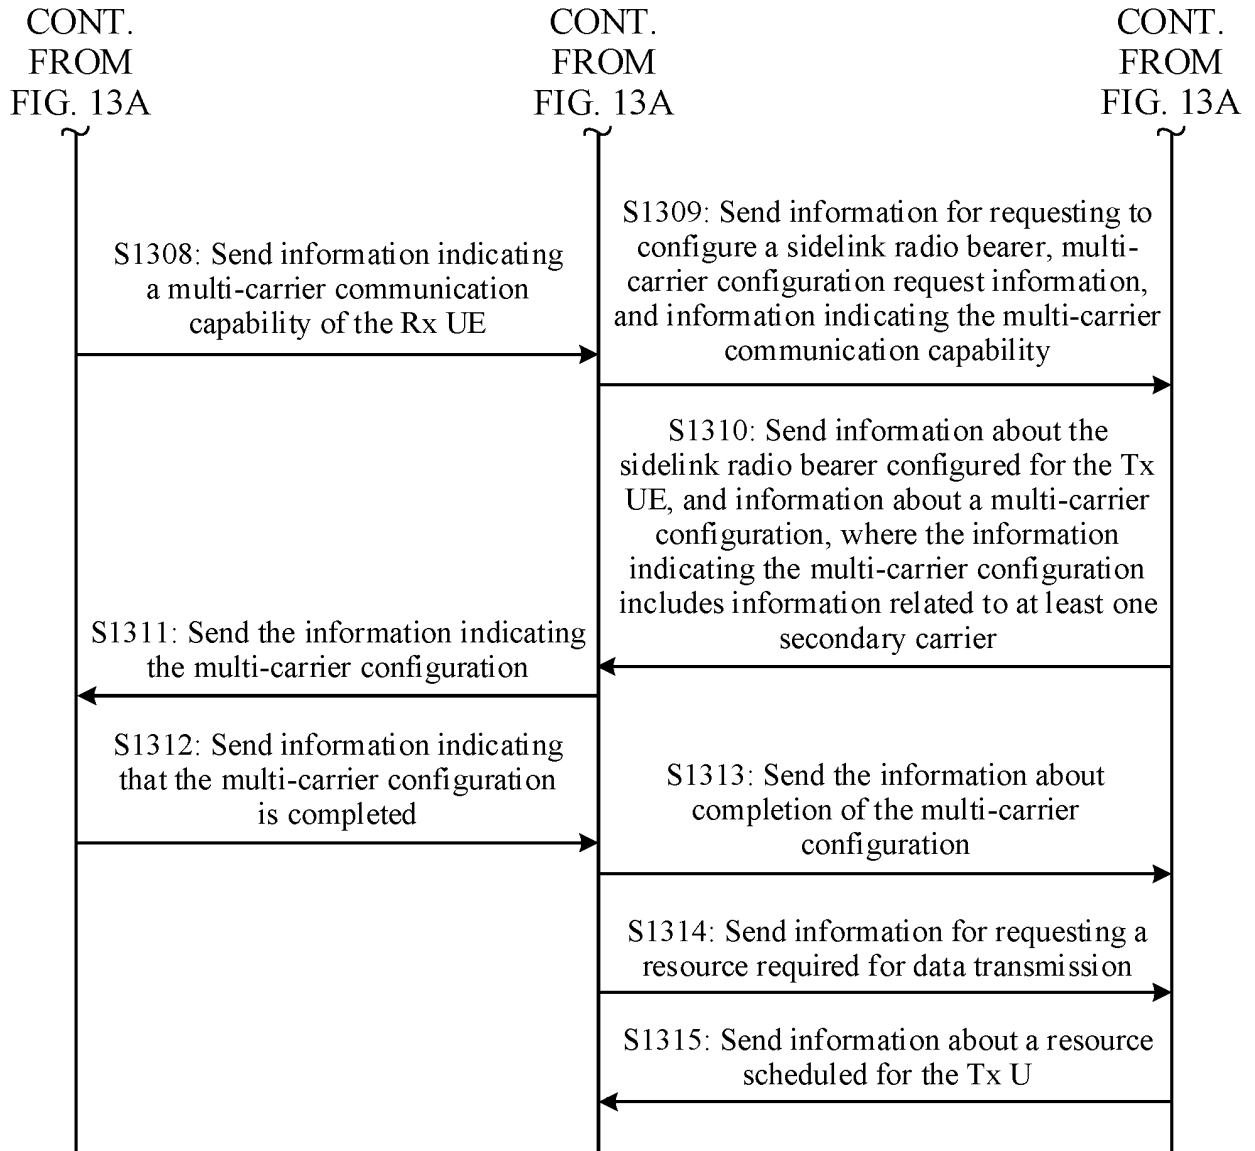 CONT.
FROM
FIG. 13A
CONT.
FROM
FIG. 13A
CONT.
FROM
FIG. 13A
S1308: Send information indicating
a multi-carrier communication
capability of the Rx UE
S1309: Send information for requesting to
configure a sidelink radio bearer, multi-
carrier configuration request information,
and information indicating the multi-carrier
communication capability
S1310: Send information about the
sidelink radio bearer configured for the Tx
UE, and information about a multi-carrier
configuration, where the information
indicating the multi-carrier configuration
includes information related to at least one
secondary carrier
S1311: Send the information indicating
the multi-carrier configuration
S1312: Send information indicating
that the multi-carrier configuration
is completed
S1313: Send the information about
completion of the multi-carrier
configuration
S1314: Send information for requesting a
resource required for data transmission
S1315: Send information about a resource
scheduled for the Tx U